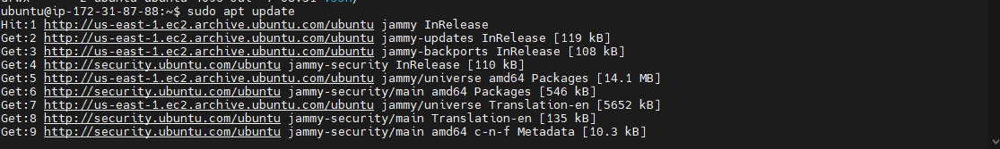 ubuntu@ip-172-31-87-88:~$ sudo apt update
Hit:1 http://us-east-1.ec2.archive.ubuntu.com/ubuntu jammy InRelease
Get:2 http://us-east-1.ec2.archive.ubuntu.com/ubuntu jammy-updates InRelease [119 kB]
Get:3 http://us-east-1.ec2.archive.ubuntu.com/ubuntu jammy-backports InRelease [108 kB]
Get:4 http://security.ubuntu.com/ubuntu jammy-security InRelease [110 kB]
Get:5 http://us-east-1.ec2.archive.ubuntu.com/ubuntu jammy/universe amd64 Packages [14.1 MB]
Get:6 http://security.ubuntu.com/ubuntu jammy-security/main amd64 Packages [546 kB]
Get:7 http://us-east-1.ec2.archive.ubuntu.com/ubuntu jammy/universe Translation-en [5652 kB]
Get:8 http://security.ubuntu.com/ubuntu jammy-security/main Translation-en [135 kB]
Get:9 http://security.ubuntu.com/ubuntu jammy-security/main amd64 c-n-f Metadata [10.3 kB]